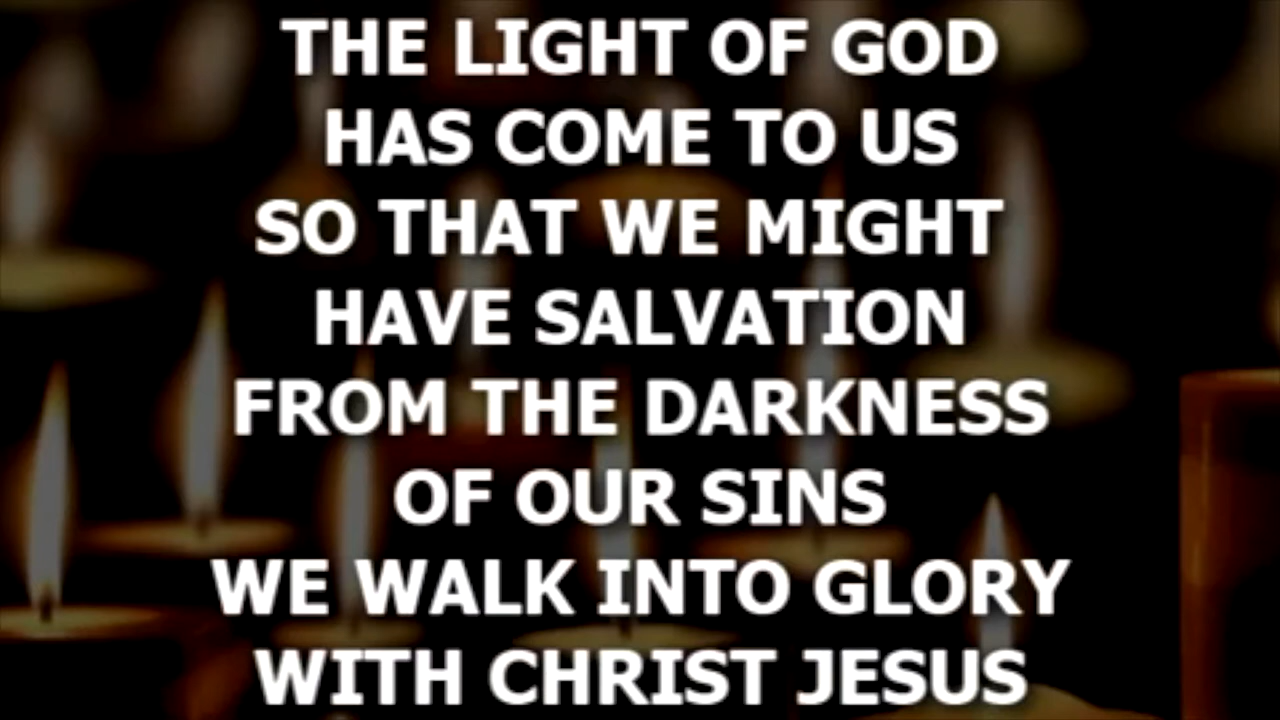 THE LIGHT OF GOD
HAS COME TO US
SO THAT WE MIGHT
HAVE SALVATION
FROM THE DARKNESS
OF OUR SINS
WE WALK INTO GLORY
WITH CHRIST JESUS